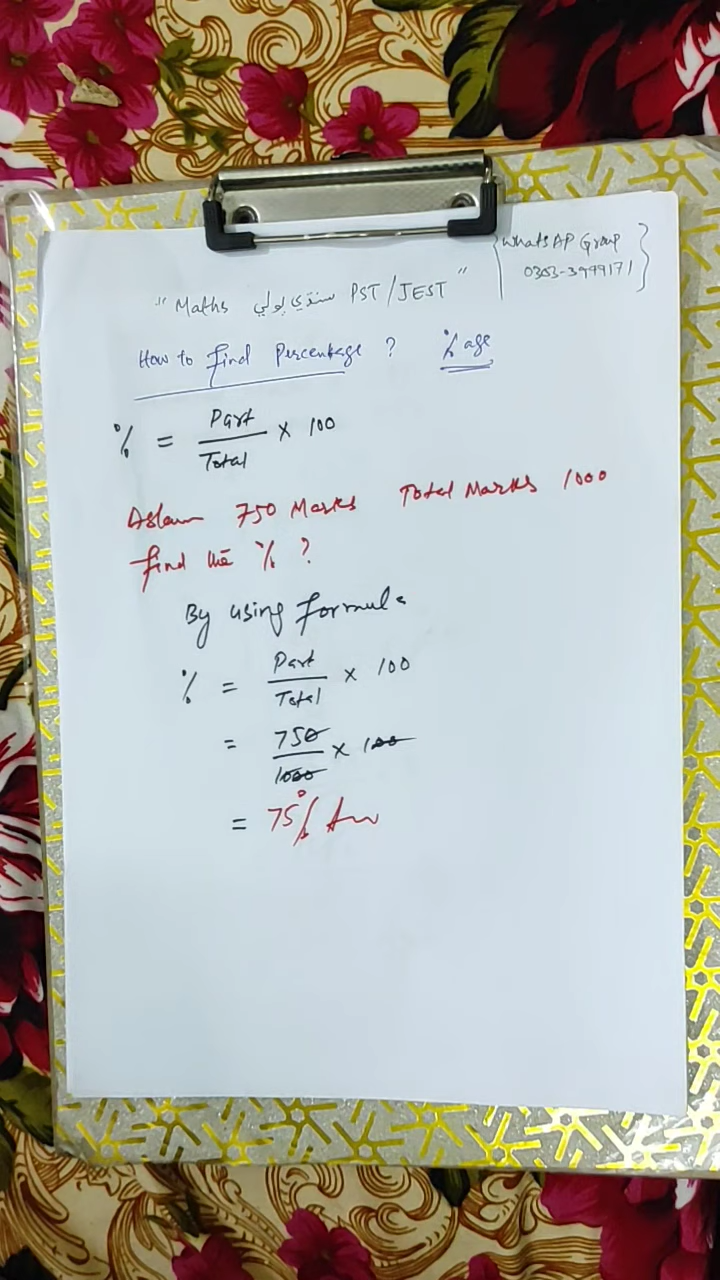 " Maths سنڌي ٻولي PST / JEST "
WhatsAP Group
0303-3999171
How to find Percentage ? % age
% = Part / Total × 100
Aslam 750 Marks Total Marks 1000
find the % ?
By using formula
% = Part / Total × 100
= 750 / 1000 × 100
= 75% Ans